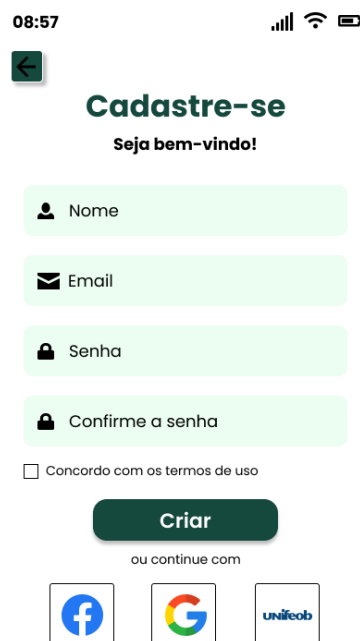 08:57
Cadastre-se
Seja bem-vindo!
Nome
Email
Senha
Confirme a senha
Concordo com os termos de uso
Criar
ou continue com
unifeob